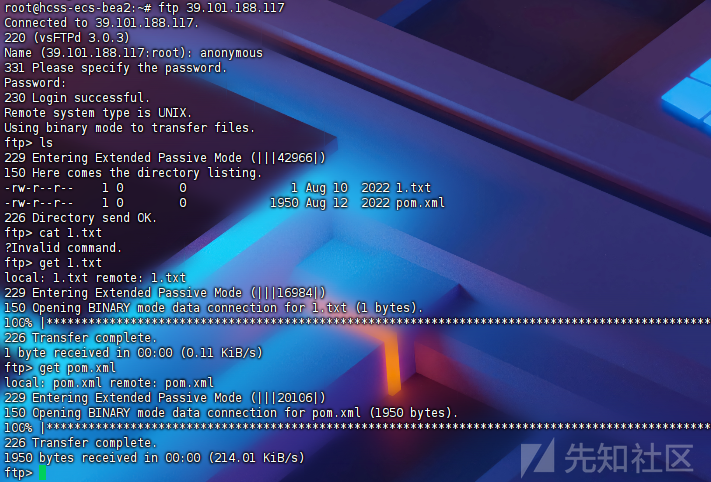 root@hcss-ecs-bea2:~# ftp 39.101.188.117
Connected to 39.101.188.117.
220 (vsFTPd 3.0.3)
Name (39.101.188.117:root): anonymous
331 Please specify the password.
Password:
230 Login successful.
Remote system type is UNIX.
Using binary mode to transfer files.
ftp> ls
229 Entering Extended Passive Mode (|||42966|)
150 Here comes the directory listing.
-rw-r--r--    1 0        0               1 Aug 10  2022 1.txt
-rw-r--r--    1 0        0            1950 Aug 12  2022 pom.xml
226 Directory send OK.
ftp> cat 1.txt
?Invalid command.
ftp> get 1.txt
local: 1.txt remote: 1.txt
229 Entering Extended Passive Mode (|||16984|)
150 Opening BINARY mode data connection for 1.txt (1 bytes).
100% |***********************************************************************************************
226 Transfer complete.
1 byte received in 00:00 (0.11 KiB/s)
ftp> get pom.xml
local: pom.xml remote: pom.xml
229 Entering Extended Passive Mode (|||20106|)
150 Opening BINARY mode data connection for pom.xml (1950 bytes).
100% |***********************************************************************************************
226 Transfer complete.
1950 bytes received in 00:00 (214.01 KiB/s)
ftp>
先知社区